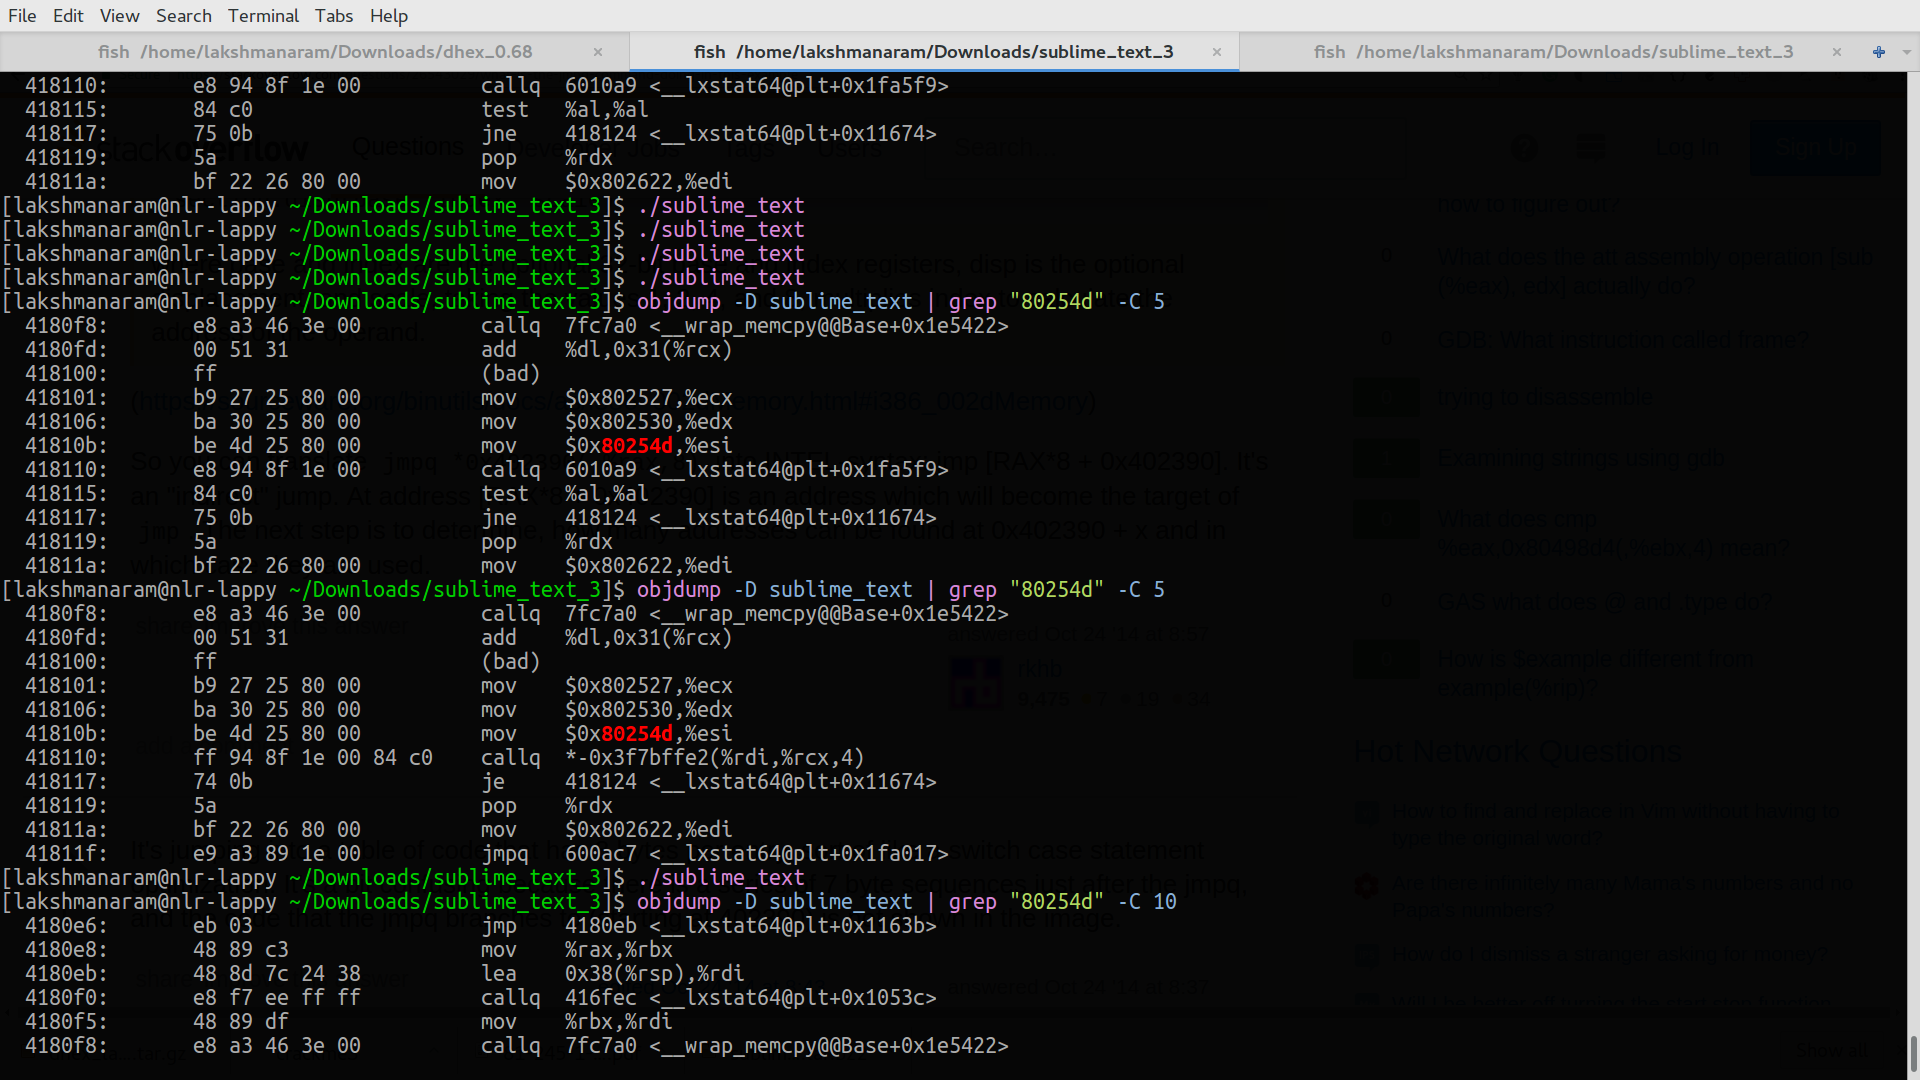 File Edit View Search Terminal Tabs Help
fish /home/lakshmanaram/Downloads/dhex_0.68 × fish /home/lakshmanaram/Downloads/sublime_text_3 × fish /home/lakshmanaram/Downloads/sublime_text_3 ×
418110: e8 94 8f 1e 00 callq 6010a9 <__lxstat64@plt+0x1fa5f9>
418115: 84 c0 test %al,%al
418117: 75 0b jne 418124 <__lxstat64@plt+0x11674>
418119: 5a pop %rdx
41811a: bf 22 26 80 00 mov $0x802622,%edi
[lakshmanaram@nlr-lappy ~/Downloads/sublime_text_3]$ ./sublime_text
[lakshmanaram@nlr-lappy ~/Downloads/sublime_text_3]$ ./sublime_text
[lakshmanaram@nlr-lappy ~/Downloads/sublime_text_3]$ ./sublime_text
[lakshmanaram@nlr-lappy ~/Downloads/sublime_text_3]$ ./sublime_text
[lakshmanaram@nlr-lappy ~/Downloads/sublime_text_3]$ objdump -D sublime_text | grep "80254d" -C 5
4180f8: e8 a3 46 3e 00 callq 7fc7a0 <__wrap_memcpy@@Base+0x1e5422>
4180fd: 00 51 31 add %dl,0x31(%rcx)
418100: ff (bad)
418101: b9 27 25 80 00 mov $0x802527,%ecx
418106: ba 30 25 80 00 mov $0x802530,%edx
41810b: be 4d 25 80 00 mov $0x80254d,%esi
418110: e8 94 8f 1e 00 callq 6010a9 <__lxstat64@plt+0x1fa5f9>
418115: 84 c0 test %al,%al
418117: 75 0b jne 418124 <__lxstat64@plt+0x11674>
418119: 5a pop %rdx
41811a: bf 22 26 80 00 mov $0x802622,%edi
[lakshmanaram@nlr-lappy ~/Downloads/sublime_text_3]$ objdump -D sublime_text | grep "80254d" -C 5
4180f8: e8 a3 46 3e 00 callq 7fc7a0 <__wrap_memcpy@@Base+0x1e5422>
4180fd: 00 51 31 add %dl,0x31(%rcx)
418100: ff (bad)
418101: b9 27 25 80 00 mov $0x802527,%ecx
418106: ba 30 25 80 00 mov $0x802530,%edx
41810b: be 4d 25 80 00 mov $0x80254d,%esi
418110: ff 94 8f 1e 00 84 c0 callq *-0x3f7bffe2(%rdi,%rcx,4)
418117: 74 0b je 418124 <__lxstat64@plt+0x11674>
418119: 5a pop %rdx
41811a: bf 22 26 80 00 mov $0x802622,%edi
41811f: e9 a3 89 1e 00 jmpq 600ac7 <__lxstat64@plt+0x1fa017>
[lakshmanaram@nlr-lappy ~/Downloads/sublime_text_3]$ ./sublime_text
[lakshmanaram@nlr-lappy ~/Downloads/sublime_text_3]$ objdump -D sublime_text | grep "80254d" -C 10
4180e6: eb 03 jmp 4180eb <__lxstat64@plt+0x1163b>
4180e8: 48 89 c3 mov %rax,%rbx
4180eb: 48 8d 7c 24 38 lea 0x38(%rsp),%rdi
4180f0: e8 f7 ee ff ff callq 416fec <__lxstat64@plt+0x1053c>
4180f5: 48 89 df mov %rbx,%rdi
4180f8: e8 a3 46 3e 00 callq 7fc7a0 <__wrap_memcpy@@Base+0x1e5422>